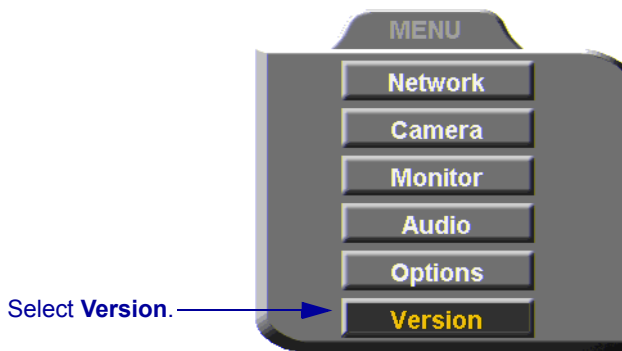 MENU
Network
Camera
Monitor
Audio
Options
Select Version.
Version